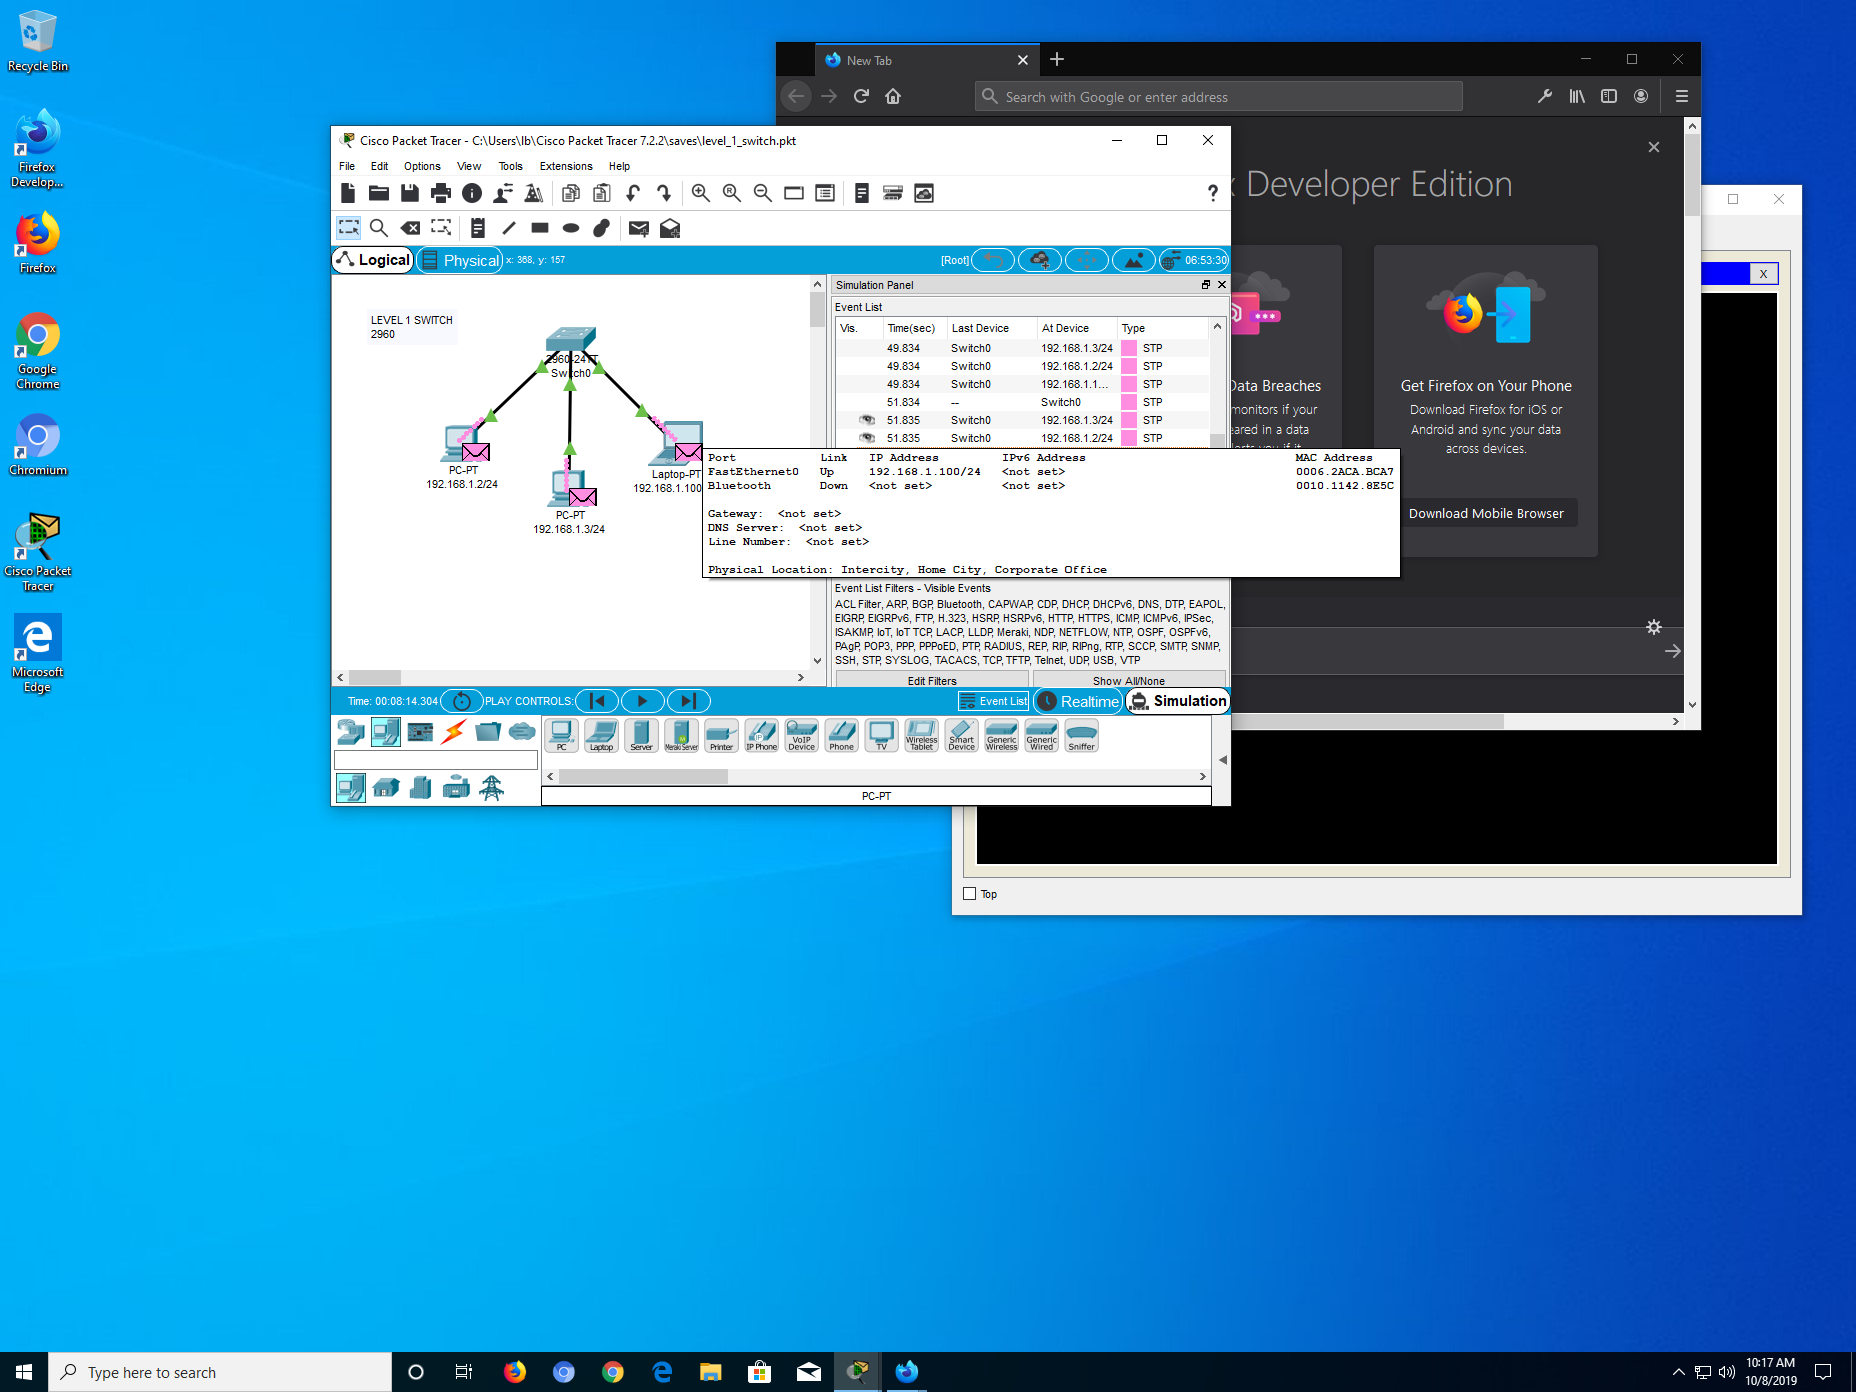 Recycle Bin
Firefox
Develop...
Firefox
Google
Chrome
Chromium
Cisco Packet
Tracer
Microsoft
Edge
New Tab
Search with Google or enter address
Developer Edition
Data Breaches
monitors if your
eared in a data
Get Firefox on Your Phone
Download Firefox for iOS or
Android and sync your data
across devices.
Download Mobile Browser
X
Top
Cisco Packet Tracer - C:\Users\lb\Cisco Packet Tracer 7.2.2\saves\level_1_switch.pkt
File Edit Options View Tools Extensions Help
Logical Physical x: 368, y: 157 [Root] 06:53:30
LEVEL 1 SWITCH
2960
2960-24TT
Switch0
PC-PT
192.168.1.2/24
PC-PT
192.168.1.3/24
Laptop-PT
192.168.1.100
Simulation Panel
Event List
Vis. Time(sec) Last Device At Device Type
49.834 Switch0 192.168.1.3/24 STP
49.834 Switch0 192.168.1.2/24 STP
49.834 Switch0 192.168.1.1... STP
51.834 -- Switch0 STP
51.835 Switch0 192.168.1.3/24 STP
51.835 Switch0 192.168.1.2/24 STP
Port Link IP Address IPv6 Address MAC Address
FastEthernet0 Up 192.168.1.100/24 <not set> 0006.2ACA.BCA7
Bluetooth Down <not set> <not set> 0010.1142.8E5C
Gateway: <not set>
DNS Server: <not set>
Line Number: <not set>
Physical Location: Intercity, Home City, Corporate Office
Event List Filters - Visible Events
ACL Filter, ARP, BGP, Bluetooth, CAPWAP, CDP, DHCP, DHCPv6, DNS, DTP, EAPOL,
EIGRP, EIGRPv6, FTP, H.323, HSRP, HSRPv6, HTTP, HTTPS, ICMP, ICMPv6, IPSec,
ISAKMP, IoT, IoT TCP, LACP, LLDP, Meraki, NDP, NETFLOW, NTP, OSPF, OSPFv6,
PAgP, POP3, PPP, PPPoED, PTP, RADIUS, REP, RIP, RIPng, RTP, SCCP, SMTP, SNMP,
SSH, STP, SYSLOG, TACACS, TCP, TFTP, Telnet, UDP, USB, VTP
Edit Filters Show All/None
Time: 00:08:14.304 PLAY CONTROLS: Event List Realtime Simulation
PC Laptop Server Meraki Server Printer IP Phone VoIP Device Phone TV Wireless Tablet Smart Device Generic Wireless Generic Wired Sniffer
PC-PT
Type here to search
10:17 AM
10/8/2019